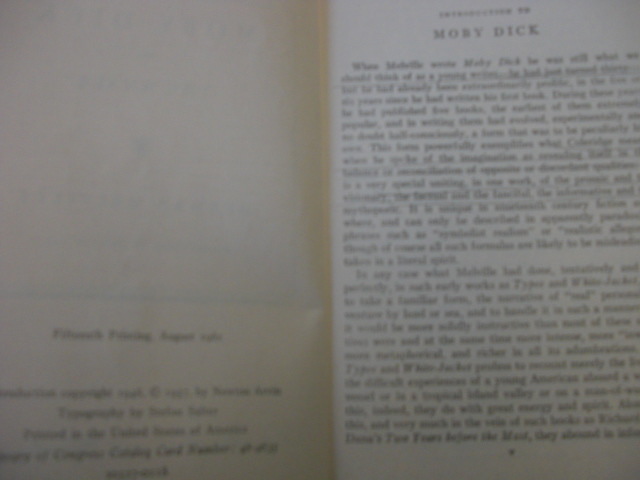 Fifteenth Printing, August 1961
Introduction copyright 1948, © 1957, by Newton Arvin
Typography by Stefan Salter
Printed in the United States of America
Library of Congress Catalog Card Number:
INTRODUCTION TO
MOBY DICK
When Melville wrote Moby Dick he was still what we
should think of as a young writer—he had just turned thirty—
but he had already been extraordinarily prolific, in the five or
six years since he had written his first book. During these years
he had published five books, the earliest of them extremely
popular, and in writing them had evolved, experimentally and
no doubt half-consciously, a form that was to be peculiarly his
own. This form powerfully exemplifies what Coleridge meant
when he spoke of the imagination as revealing itself in the
balance or reconciliation of opposite or discordant qualities:
is a very special uniting, in one work, of the present and the
visionary, the factual and the fanciful, the informative and the
mythopoeic. It is unique in nineteenth century fiction
where, and can only be described in apparently paradoxical
phrases such as "symbolist realism" or "realistic allegory,"
though of course all such formulas are likely to be misleading
taken in a literal spirit.
In any case what Melville had done, tentatively and
perfectly, in such early works as Typee and White-Jacket,
to take a familiar form, the narrative of "real" personal
venture by land or sea, and to handle it in such a manner
it would be more solidly instructive than most of these
tions were and at the same time more intense, more
more metaphorical, and richer in all its adumbrations.
Typee and White-Jacket profess to recount merely the
the difficult experiences of a young American aboard a
vessel or in a tropical island valley or on a man-of-war
this, indeed, they do with great energy and spirit.
this, and very much in the vein of such books as
Dana's Two Years before the Mast, they abound in